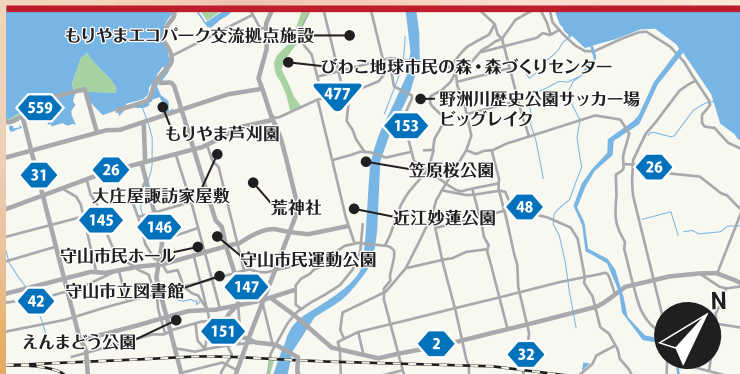 もりやまエコパーク交流拠点施設
びわこ地球市民の森・森づくりセンター
477
野洲川歴史公園サッカー場
ビッグレイク
559
153
もりやま芦刈園
31
26
笠原桜公園
26
大庄屋諏訪家屋敷
荒神社
近江妙蓮公園
48
145
146
守山市民ホール
守山市民運動公園
守山市立図書館
147
42
えんまどう公園
151
2
32
N